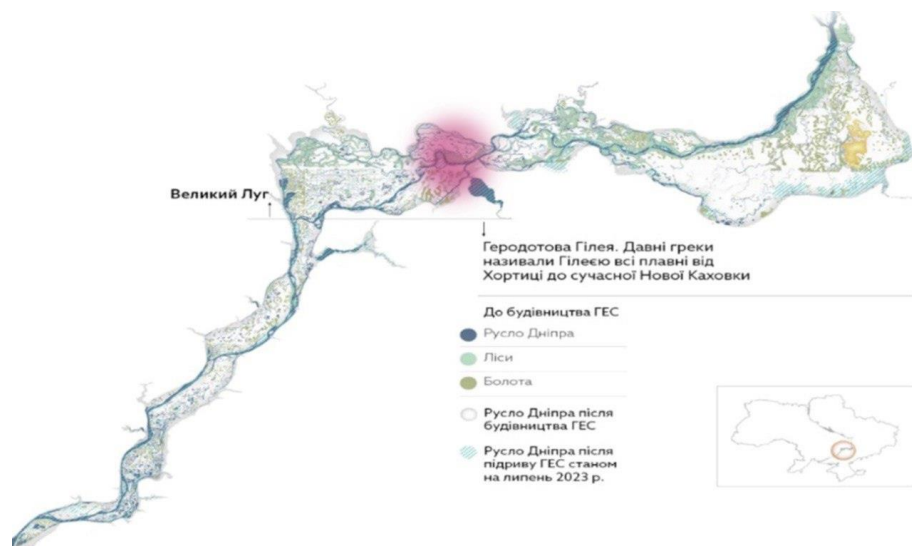 Великий Луг
Геродотова Гілея. Давні греки
називали Гілеєю всі плавні від
Хортиці до сучасної Нової Каховки
До будівництва ГЕС
Русло Дніпра
Ліси
Болота
Русло Дніпра після
будівництва ГЕС
Русло Дніпра після
підриву ГЕС станом
на липень 2023 р.